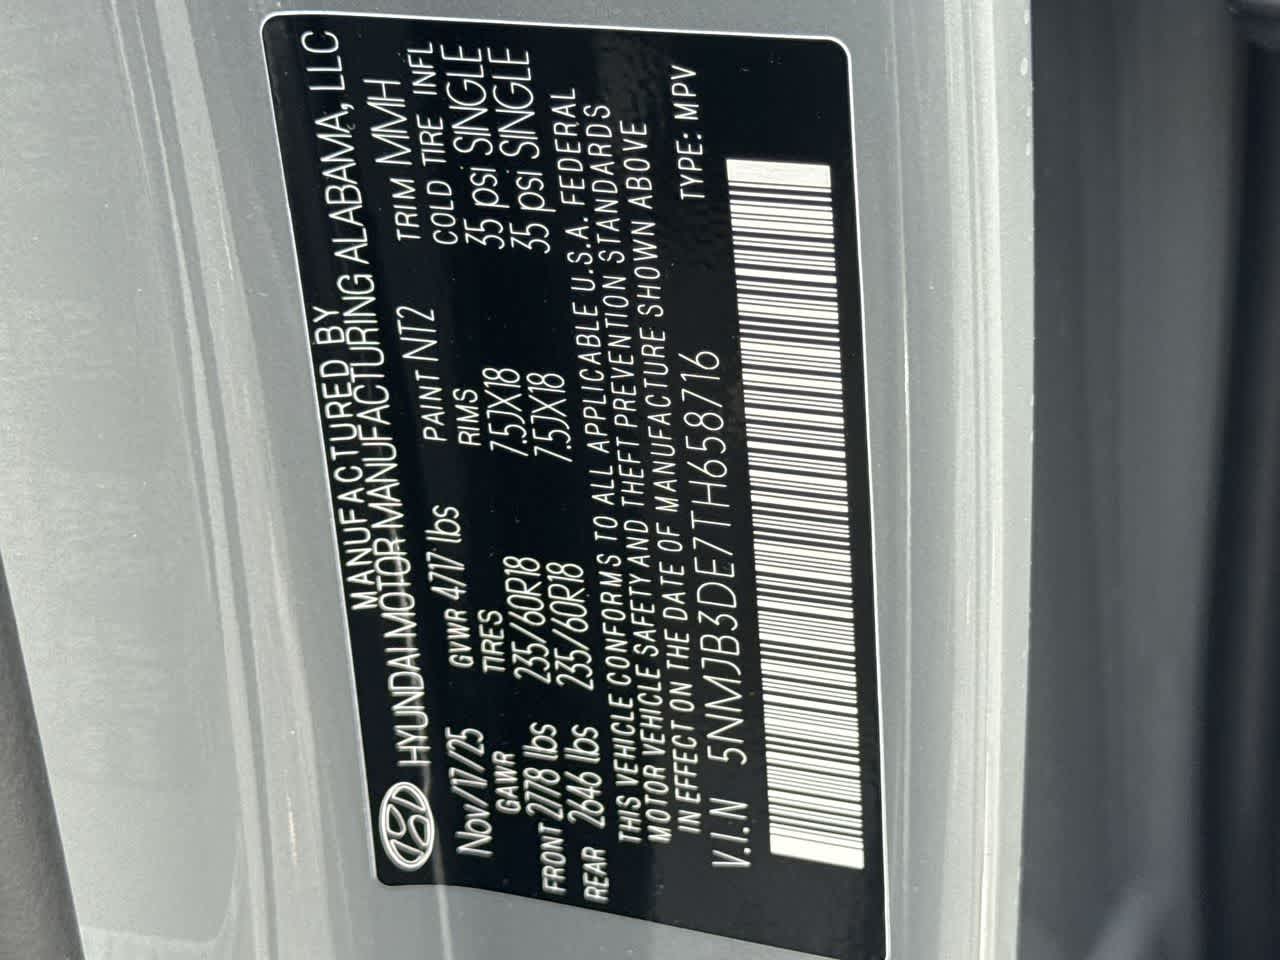 MANUFACTURED BY
HYUNDAI MOTOR MANUFACTURING ALABAMA, LLC
Nov/17/25 GVWR 4717 lbs PAINT NT2 TRIM MMH
GAWR TIRES RIMS COLD TIRE INFL
FRONT 2778 lbs 235/60R18 7.5JX18 35 psi SINGLE
REAR 2646 lbs 235/60R18 7.5JX18 35 psi SINGLE
THIS VEHICLE CONFORMS TO ALL APPLICABLE U.S.A. FEDERAL
MOTOR VEHICLE SAFETY AND THEFT PREVENTION STANDARDS
IN EFFECT ON THE DATE OF MANUFACTURE SHOWN ABOVE
V.I.N 5NMJB3DE7TH658716 TYPE: MPV